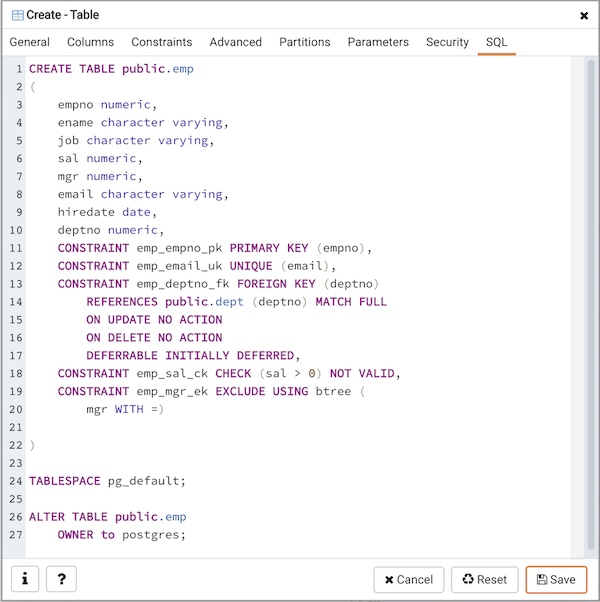 Create - Table
General Columns Constraints Advanced Partitions Parameters Security SQL
1 CREATE TABLE public.emp
2 (
3     empno numeric,
4     ename character varying,
5     job character varying,
6     sal numeric,
7     mgr numeric,
8     email character varying,
9     hiredate date,
10     deptno numeric,
11     CONSTRAINT emp_empno_pk PRIMARY KEY (empno),
12     CONSTRAINT emp_email_uk UNIQUE (email),
13     CONSTRAINT emp_deptno_fk FOREIGN KEY (deptno)
14         REFERENCES public.dept (deptno) MATCH FULL
15         ON UPDATE NO ACTION
16         ON DELETE NO ACTION
17         DEFERRABLE INITIALLY DEFERRED,
18     CONSTRAINT emp_sal_ck CHECK (sal > 0) NOT VALID,
19     CONSTRAINT emp_mgr_ek EXCLUDE USING btree (
20         mgr WITH =)
21
22 )
23
24 TABLESPACE pg_default;
25
26 ALTER TABLE public.emp
27     OWNER to postgres;
i ? Cancel Reset Save